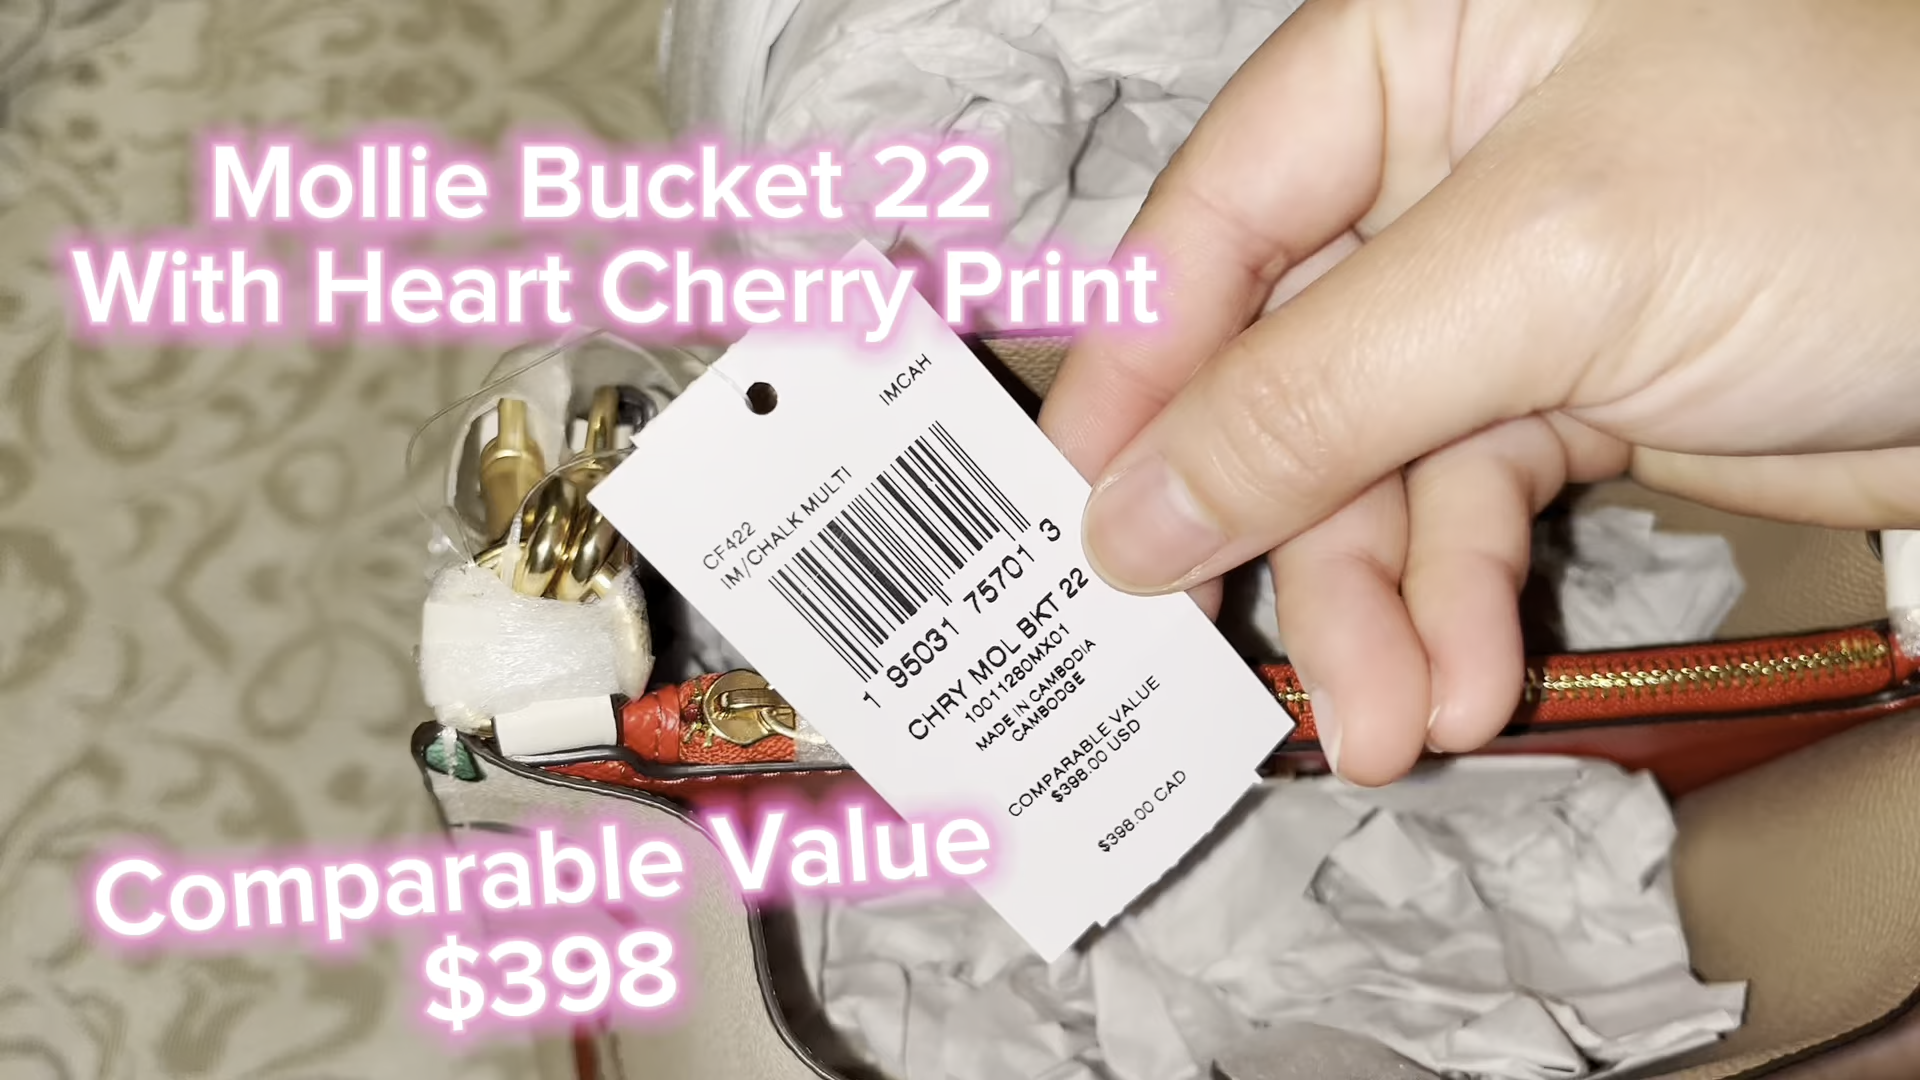 Mollie Bucket 22
With Heart Cherry Print
IMCAH
CF422
IM/CHALK MULTI
1 95031 75701 3
CHRY MOL BKT 22
10011280MX01
MADE IN CAMBODIA
CAMBODGE
COMPARABLE VALUE
$398.00 USD
$398.00 CAD
Comparable Value
$398